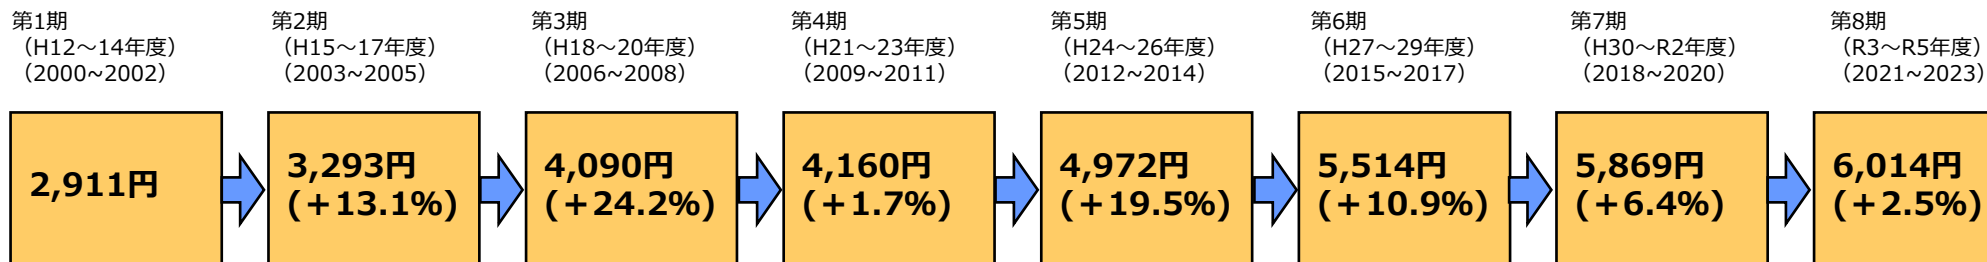 第1期
（H12～14年度）
（2000~2002）
2,911円
第2期
（H15～17年度）
（2003~2005）
3,293円
(＋13.1%)
第3期
（H18～20年度）
（2006~2008）
4,090円
(＋24.2%)
第4期
（H21～23年度）
（2009~2011）
4,160円
(＋1.7%)
第5期
（H24～26年度）
（2012~2014）
4,972円
(＋19.5%)
第6期
（H27～29年度）
（2015~2017）
5,514円
(＋10.9%)
第7期
（H30～R2年度）
（2018~2020）
5,869円
(＋6.4%)
第8期
（R3～R5年度）
（2021~2023）
6,014円
(＋2.5%)